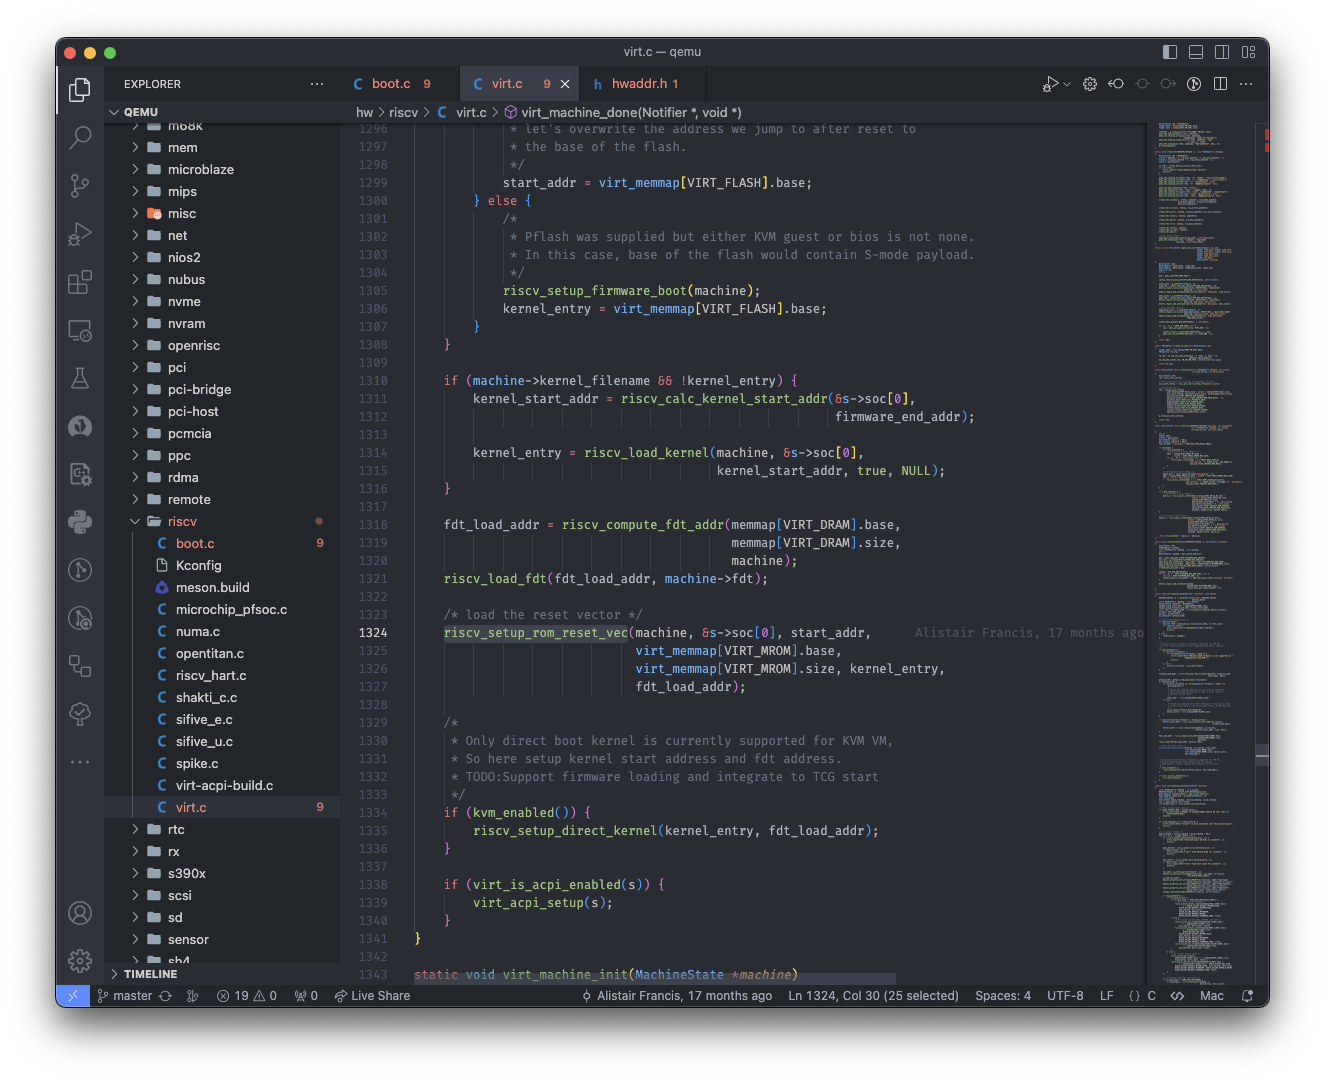 virt.c — qemu
EXPLORER
boot.c 9
virt.c 9
hwaddr.h 1
QEMU
hw > riscv > C virt.c > virt_machine_done(Notifier *, void *)
m68k
mem
microblaze
mips
misc
net
nios2
nubus
nvme
nvram
openrisc
pci
pci-bridge
pci-host
pcmcia
ppc
rdma
remote
riscv
boot.c 9
Kconfig
meson.build
microchip_pfsoc.c
numa.c
opentitan.c
riscv_hart.c
shakti_c.c
sifive_e.c
sifive_u.c
spike.c
virt-acpi-build.c
virt.c 9
rtc
rx
s390x
scsi
sd
sensor
sh4
TIMELINE
1296 * let's overwrite the address we jump to after reset to
1297 * the base of the flash.
1298 */
1299 start_addr = virt_memmap[VIRT_FLASH].base;
1300 } else {
1301 /*
1302 * Pflash was supplied but either KVM guest or bios is not none.
1303 * In this case, base of the flash would contain S-mode payload.
1304 */
1305 riscv_setup_firmware_boot(machine);
1306 kernel_entry = virt_memmap[VIRT_FLASH].base;
1307 }
1308 }
1309
1310 if (machine->kernel_filename && !kernel_entry) {
1311 kernel_start_addr = riscv_calc_kernel_start_addr(&s->soc[0],
1312 firmware_end_addr);
1313
1314 kernel_entry = riscv_load_kernel(machine, &s->soc[0],
1315 kernel_start_addr, true, NULL);
1316 }
1317
1318 fdt_load_addr = riscv_compute_fdt_addr(memmap[VIRT_DRAM].base,
1319 memmap[VIRT_DRAM].size,
1320 machine);
1321 riscv_load_fdt(fdt_load_addr, machine->fdt);
1322
1323 /* load the reset vector */
1324 riscv_setup_rom_reset_vec(machine, &s->soc[0], start_addr, Alistair Francis, 17 months ago
1325 virt_memmap[VIRT_MROM].base,
1326 virt_memmap[VIRT_MROM].size, kernel_entry,
1327 fdt_load_addr);
1328
1329 /*
1330 * Only direct boot kernel is currently supported for KVM VM,
1331 * So here setup kernel start address and fdt address.
1332 * TODO:Support firmware loading and integrate to TCG start
1333 */
1334 if (kvm_enabled()) {
1335 riscv_setup_direct_kernel(kernel_entry, fdt_load_addr);
1336 }
1337
1338 if (virt_is_acpi_enabled(s)) {
1339 virt_acpi_setup(s);
1340 }
1341 }
1342
1343 static void virt_machine_init(MachineState *machine)
master 19 0 0 Live Share Alistair Francis, 17 months ago Ln 1324, Col 30 (25 selected) Spaces: 4 UTF-8 LF {} C Mac